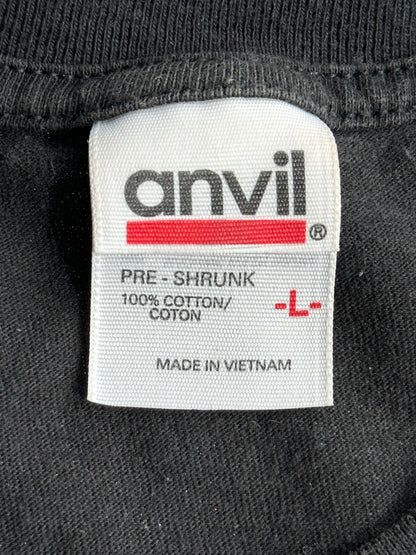 anvil®
PRE - SHRUNK
100% COTTON/
COTON
-L-
MADE IN VIETNAM